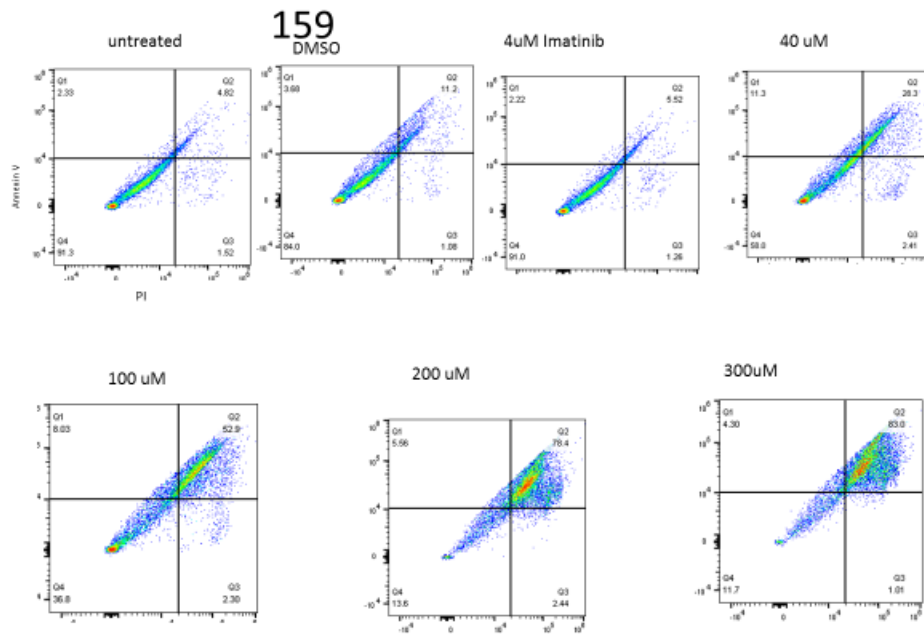 159
untreated
DMSO
4uM Imatinib
40 uM
Q1
2.33
Q2
4.82
Q4
91.3
Q3
1.52
Annexin V
PI
Q1
3.68
Q2
11.2
Q4
84.0
Q3
1.08
Q1
2.22
Q2
5.52
Q4
91.0
Q3
1.26
Q1
11.3
Q2
28.3
Q4
58.0
Q3
2.41
100 uM
200 uM
300uM
Q1
8.03
Q2
52.9
Q4
36.8
Q3
2.30
Q1
5.56
Q2
78.4
Q4
13.6
Q3
2.44
Q1
4.30
Q2
83.0
Q4
11.7
Q3
1.01